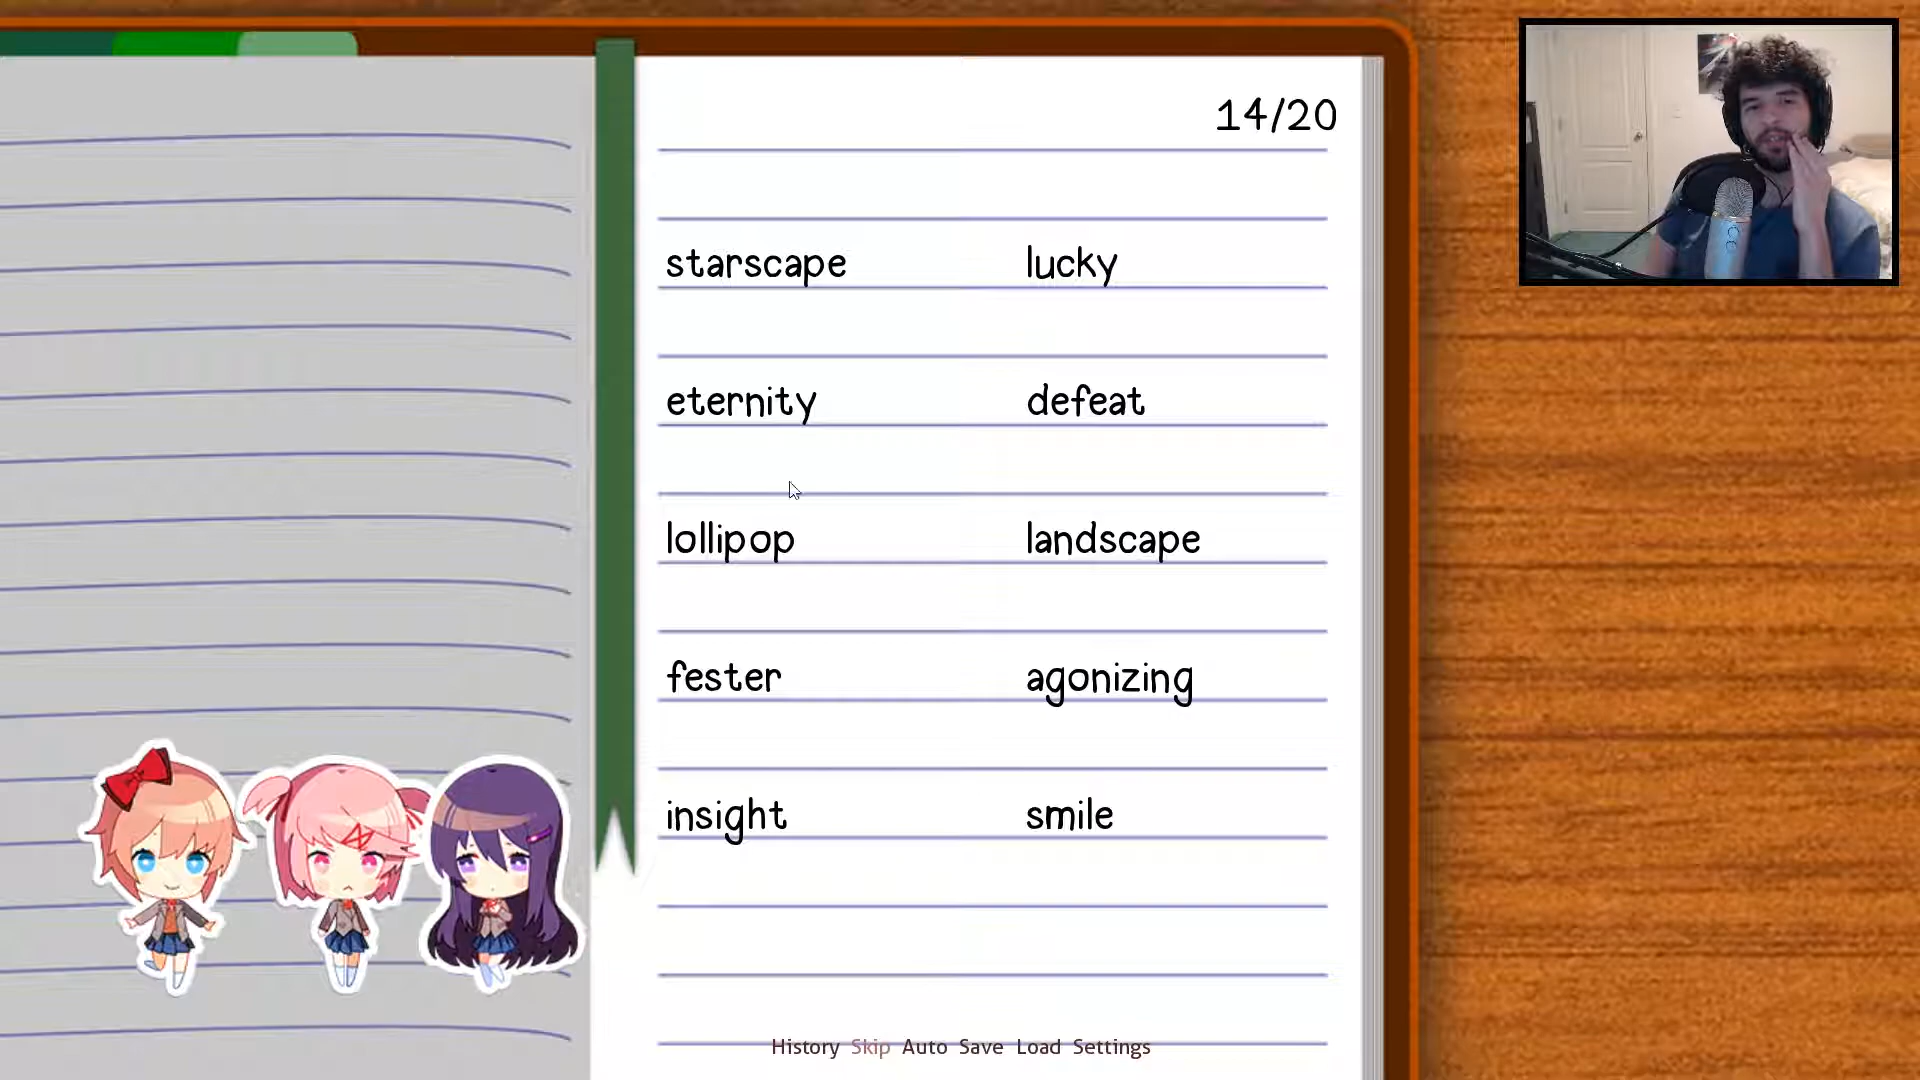 14/20
starscape lucky
eternity defeat
lollipop landscape
fester agonizing
insight smile
History Skip Auto Save Load Settings